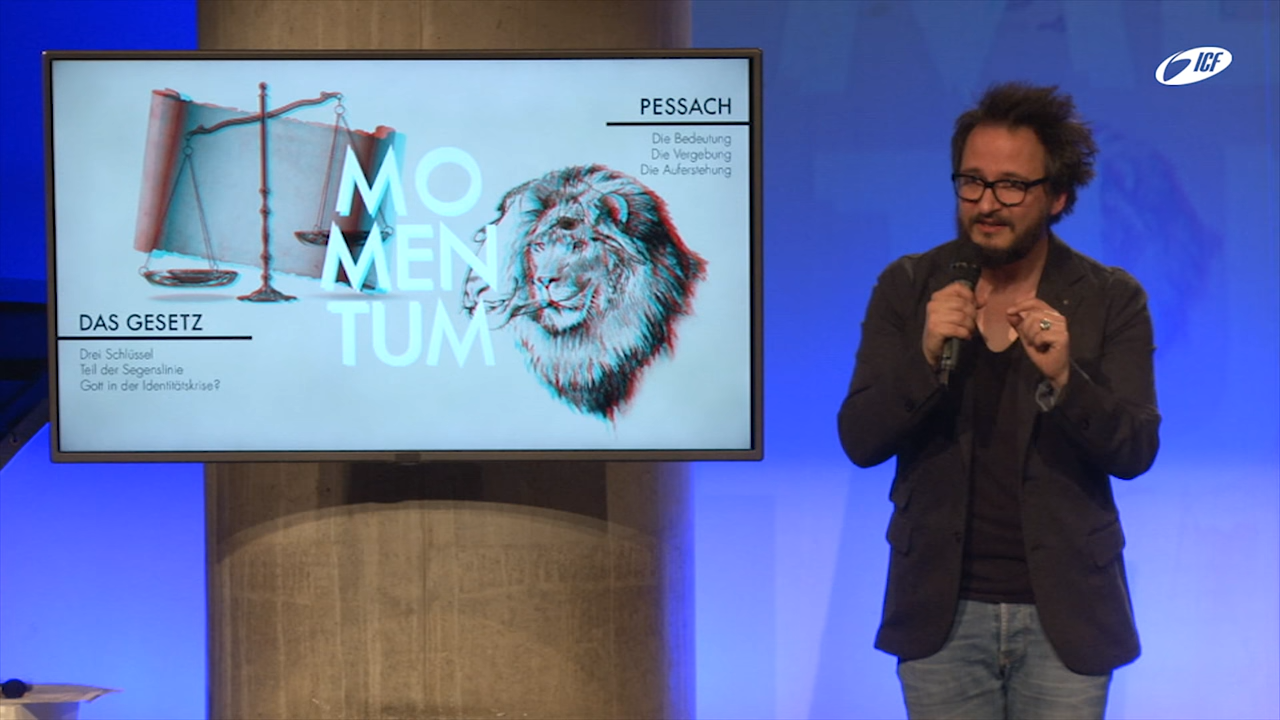 ICF
PESSACH
Die Bedeutung
Die Vergebung
Die Auferstehung
MO
MEN
TUM
DAS GESETZ
Drei Schlüssel
Teil der Segenslinie
Gott in der Identitätskrise?